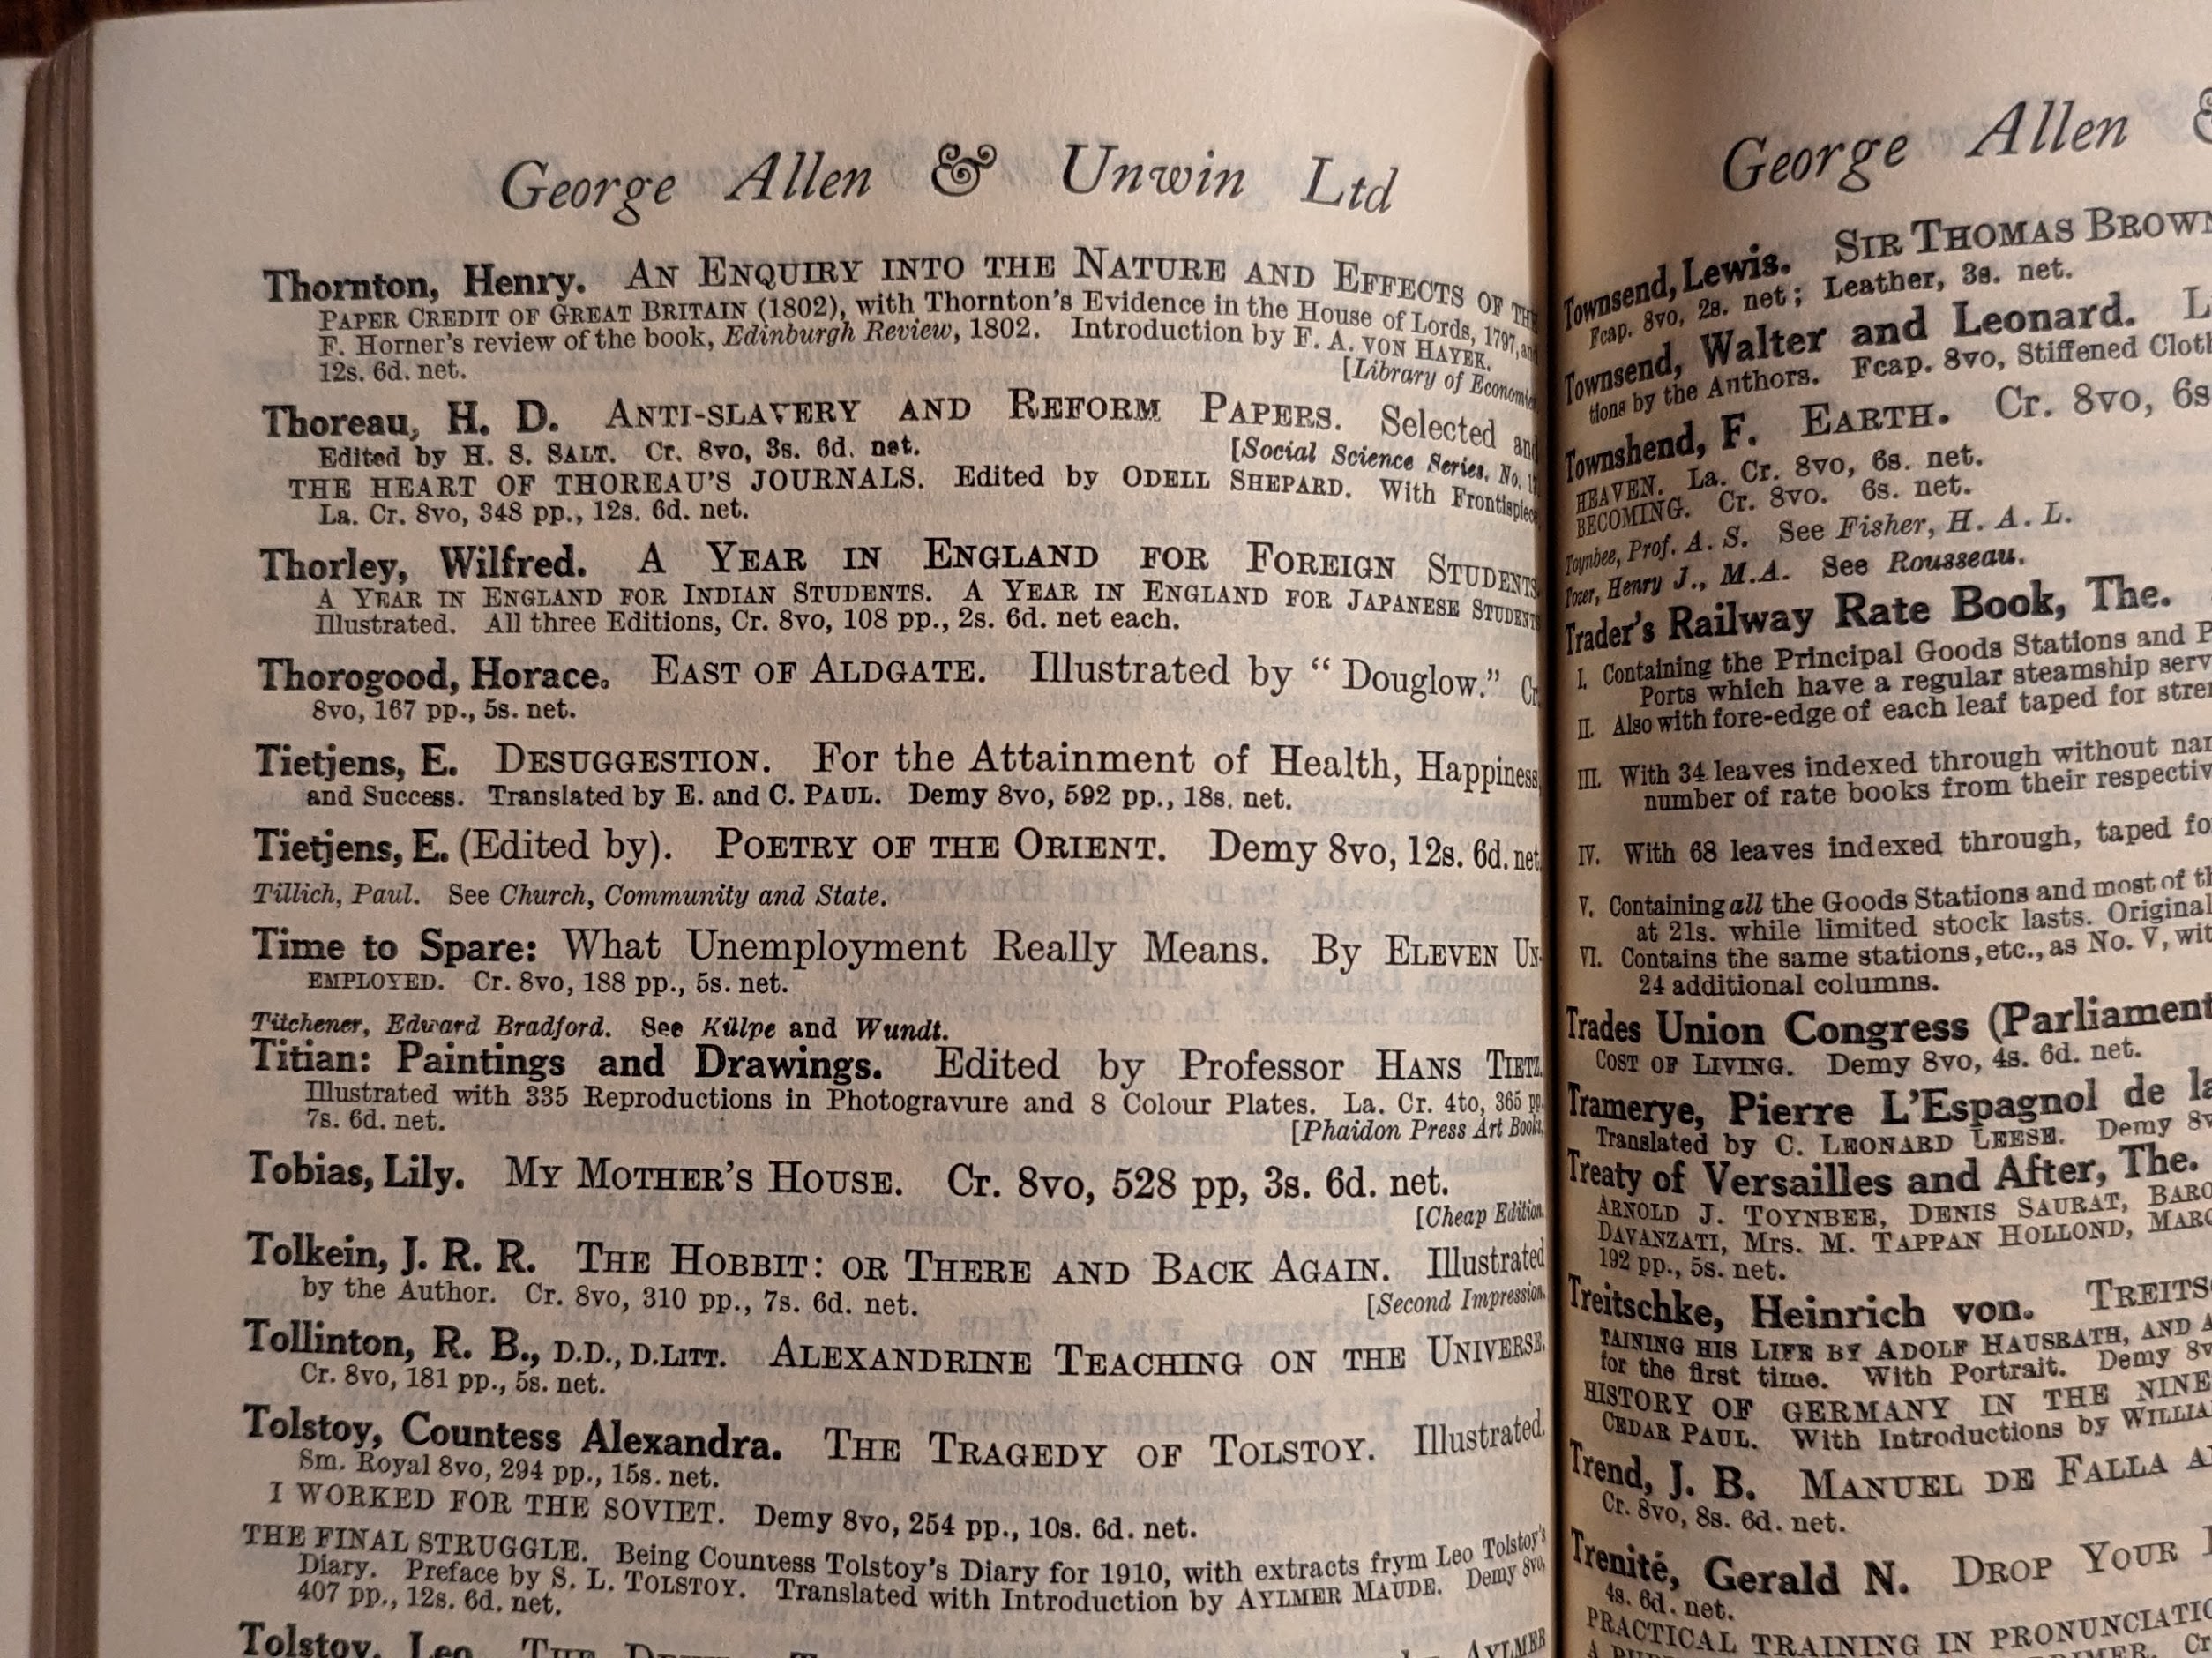 George Allen & Unwin Ltd
Thornton, Henry. AN ENQUIRY INTO THE NATURE AND EFFECTS OF THE
PAPER CREDIT OF GREAT BRITAIN (1802), with Thornton's Evidence in the House of Lords, 1797, and
F. Horner's review of the book, Edinburgh Review, 1802. Introduction by F. A. VON HAYEK.
12s. 6d. net. [Library of Economics
Thoreau, H. D. ANTI-SLAVERY AND REFORM PAPERS. Selected and
Edited by H. S. SALT. Cr. 8vo, 3s. 6d. net. [Social Science Series, No.
THE HEART OF THOREAU'S JOURNALS. Edited by ODELL SHEPARD. With Frontispiece
La. Cr. 8vo, 348 pp., 12s. 6d. net.
Thorley, Wilfred. A YEAR IN ENGLAND FOR FOREIGN STUDENTS
A YEAR IN ENGLAND FOR INDIAN STUDENTS. A YEAR IN ENGLAND FOR JAPANESE STUDENT
Illustrated. All three Editions, Cr. 8vo, 108 pp., 2s. 6d. net each.
Thorogood, Horace. EAST OF ALDGATE. Illustrated by "Douglow." Cr.
8vo, 167 pp., 5s. net.
Tietjens, E. DESUGGESTION. For the Attainment of Health, Happiness,
and Success. Translated by E. and C. PAUL. Demy 8vo, 592 pp., 18s. net.
Tietjens, E. (Edited by). POETRY OF THE ORIENT. Demy 8vo, 12s. 6d. net
Tillich, Paul. See Church, Community and State.
Time to Spare: What Unemployment Really Means. By ELEVEN UN-
EMPLOYED. Cr. 8vo, 188 pp., 5s. net.
Titchener, Edward Bradford. See Külpe and Wundt.
Titian: Paintings and Drawings. Edited by Professor HANS TIETZ.
Illustrated with 335 Reproductions in Photogravure and 8 Colour Plates. La. Cr. 4to, 365 pp.
7s. 6d. net. [Phaidon Press Art Books,
Tobias, Lily. MY MOTHER'S HOUSE. Cr. 8vo, 528 pp, 3s. 6d. net.
[Cheap Edition.
Tolkein, J. R. R. THE HOBBIT: OR THERE AND BACK AGAIN. Illustrated
by the Author. Cr. 8vo, 310 pp., 7s. 6d. net. [Second Impression.
Tollinton, R. B., D.D., D.LITT. ALEXANDRINE TEACHING ON THE UNIVERSE.
Cr. 8vo, 181 pp., 5s. net.
Tolstoy, Countess Alexandra. THE TRAGEDY OF TOLSTOY. Illustrated.
Sm. Royal 8vo, 294 pp., 15s. net.
I WORKED FOR THE SOVIET. Demy 8vo, 254 pp., 10s. 6d. net.
THE FINAL STRUGGLE. Being Countess Tolstoy's Diary for 1910, with extracts frym Leo Tolstoy's
Diary. Preface by S. L. TOLSTOY. Translated with Introduction by AYLMER MAUDE. Demy 8vo,
407 pp., 12s. 6d. net.
Tolstoy, Leo. THE AYLMER
George Allen &
Townsend, Lewis. SIR THOMAS BROWN
Fcap. 8vo, 2s. net; Leather, 3s. net.
Townsend, Walter and Leonard. L
tions by the Authors. Fcap. 8vo, Stiffened Cloth
Townshend, F. EARTH. Cr. 8vo, 6s
HEAVEN. La. Cr. 8vo, 6s. net.
BECOMING. Cr. 8vo. 6s. net.
Toynbee, Prof. A. S. See Fisher, H. A. L.
Tozer, Henry J., M.A. See Rousseau.
Trader's Railway Rate Book, The.
I. Containing the Principal Goods Stations and P
Ports which have a regular steamship serv
II. Also with fore-edge of each leaf taped for stren
III. With 34 leaves indexed through without nar
number of rate books from their respectiv
IV. With 68 leaves indexed through, taped fo
V. Containing all the Goods Stations and most of th
at 21s. while limited stock lasts. Original
VI. Contains the same stations, etc., as No. V, wit
24 additional columns.
Trades Union Congress (Parliament
COST OF LIVING. Demy 8vo, 4s. 6d. net.
Tramerye, Pierre L'Espagnol de la
Translated by C. LEONARD LEESE. Demy 8v
Treaty of Versailles and After, The.
ARNOLD J. TOYNBEE, DENIS SAURAT, BARO
DAVANZATI, Mrs. M. TAPPAN HOLLOND, MARQ
192 pp., 5s. net.
Treitschke, Heinrich von. TREITS
TAINING HIS LIFE BY ADOLF HAUSRATH, AND A
for the first time. With Portrait. Demy 8v
HISTORY OF GERMANY IN THE NINE
CEDAR PAUL. With Introductions by WILLIA
Trend, J. B. MANUEL DE FALLA A
Cr. 8vo, 8s. 6d. net.
Trenité, Gerald N. DROP YOUR
4s. 6d. net.
PRACTICAL TRAINING IN PRONUNCIATIO